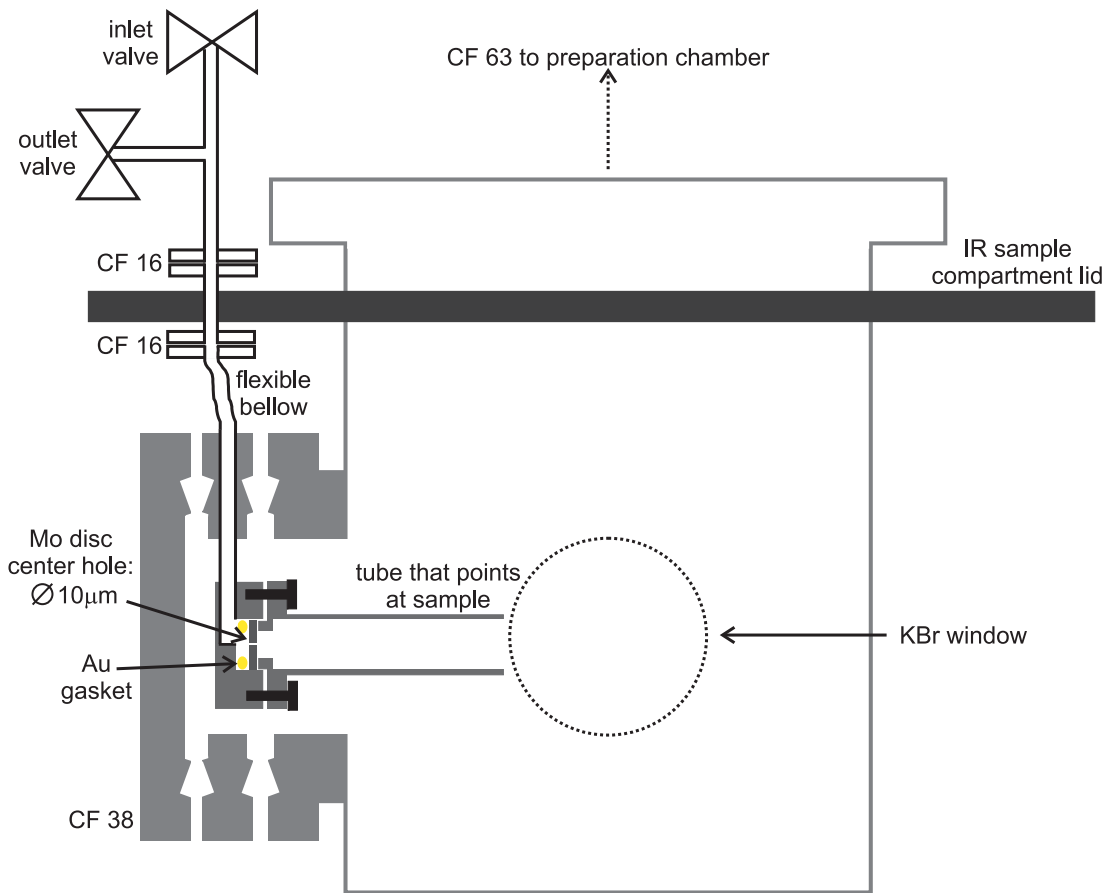 inlet
valve
CF 63 to preparation chamber
outlet
valve
CF 16
IR sample
compartment lid
CF 16
flexible
bellow
Mo disc
center hole:
∅10μm
tube that points
at sample
KBr window
Au
gasket
CF 38